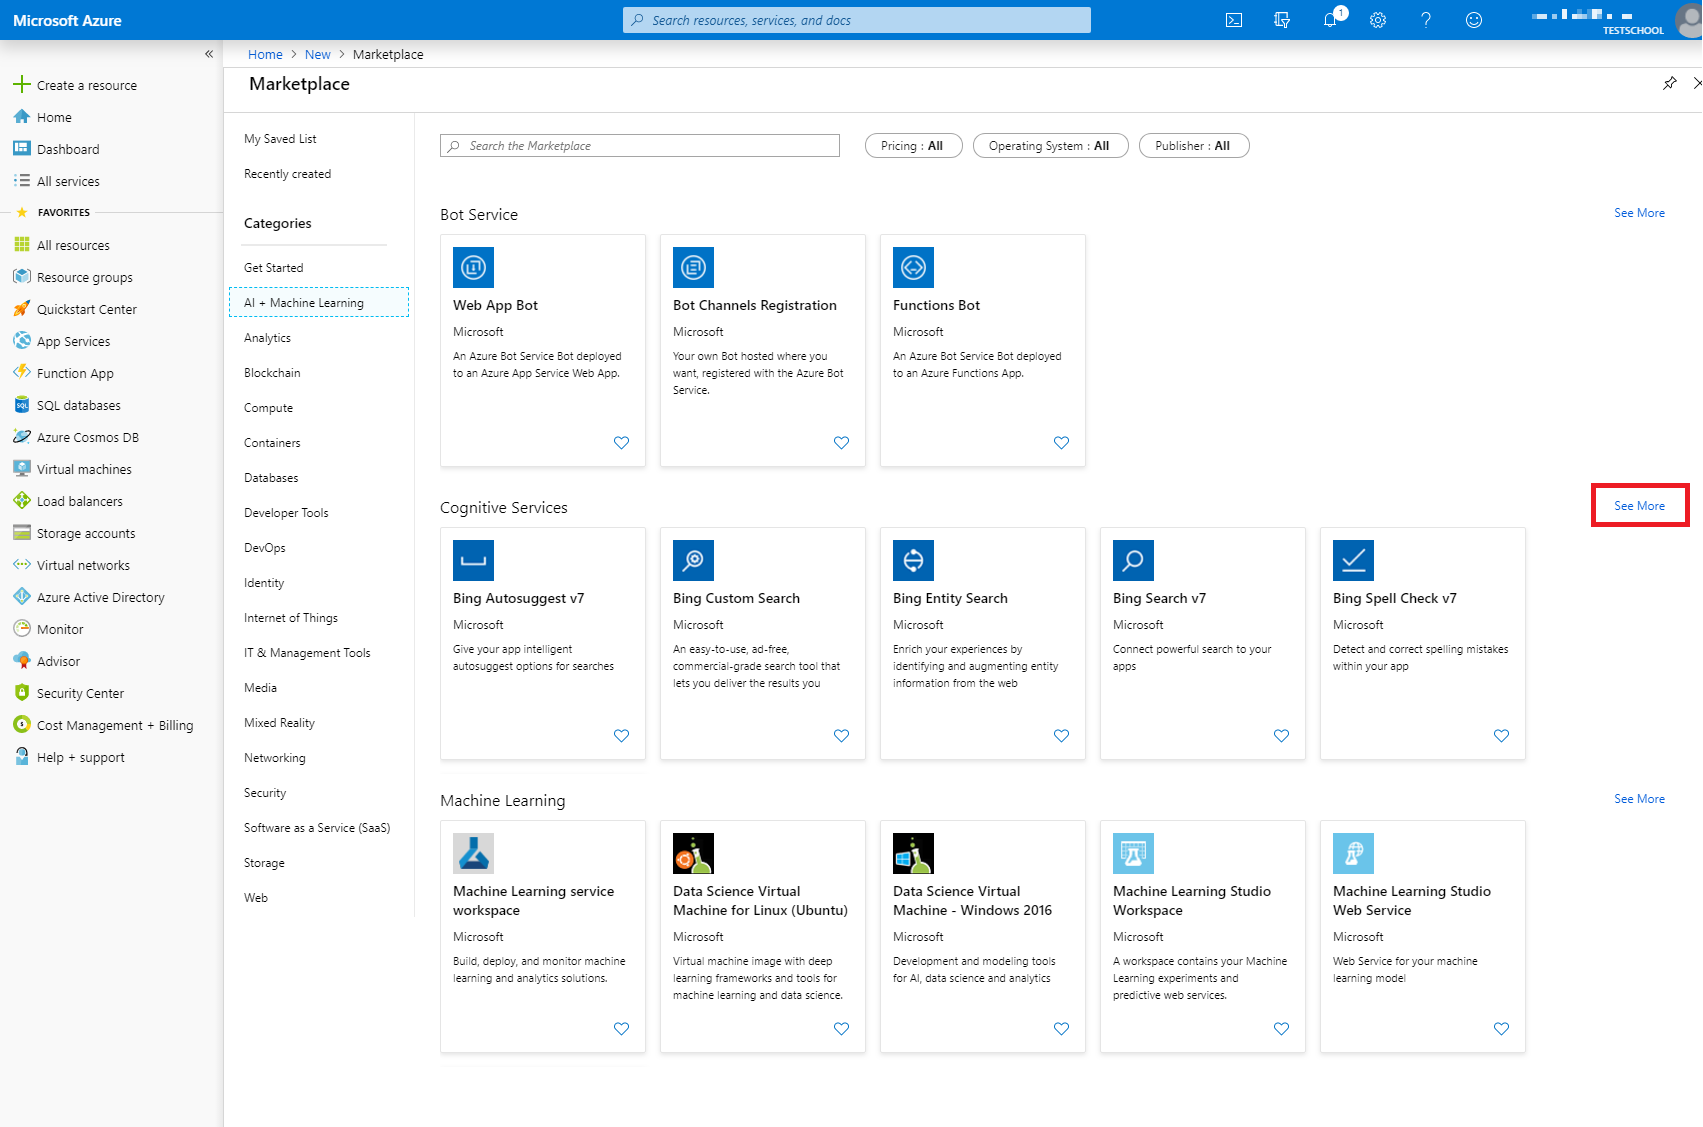 Microsoft Azure
Search resources, services, and docs
1
TESTSCHOOL
«
Create a resource
Home
Dashboard
All services
FAVORITES
All resources
Resource groups
Quickstart Center
App Services
Function App
SQL
SQL databases
Azure Cosmos DB
Virtual machines
Load balancers
Storage accounts
Virtual networks
Azure Active Directory
Monitor
Advisor
Security Center
Cost Management + Billing
Help + support
Home > New > Marketplace
Marketplace
My Saved List
Recently created
Categories
Get Started
AI + Machine Learning
Analytics
Blockchain
Compute
Containers
Databases
Developer Tools
DevOps
Identity
Internet of Things
IT & Management Tools
Media
Mixed Reality
Networking
Security
Software as a Service (SaaS)
Storage
Web
Search the Marketplace
Pricing : All
Operating System : All
Publisher : All
Bot Service
See More
Web App Bot
Microsoft
An Azure Bot Service Bot deployed
to an Azure App Service Web App.
Bot Channels Registration
Microsoft
Your own Bot hosted where you
want, registered with the Azure Bot
Service.
Functions Bot
Microsoft
An Azure Bot Service Bot deployed
to an Azure Functions App.
Cognitive Services
See More
Bing Autosuggest v7
Microsoft
Give your app intelligent
autosuggest options for searches
Bing Custom Search
Microsoft
An easy-to-use, ad-free,
commercial-grade search tool that
lets you deliver the results you
Bing Entity Search
Microsoft
Enrich your experiences by
identifying and augmenting entity
information from the web
Bing Search v7
Microsoft
Connect powerful search to your
apps
Bing Spell Check v7
Microsoft
Detect and correct spelling mistakes
within your app
Machine Learning
See More
Machine Learning service
workspace
Microsoft
Build, deploy, and monitor machine
learning and analytics solutions.
Data Science Virtual
Machine for Linux (Ubuntu)
Microsoft
Virtual machine image with deep
learning frameworks and tools for
machine learning and data science.
Data Science Virtual
Machine - Windows 2016
Microsoft
Development and modeling tools
for AI, data science and analytics
Machine Learning Studio
Workspace
Microsoft
A workspace contains your Machine
Learning experiments and
predictive web services.
Machine Learning Studio
Web Service
Microsoft
Web Service for your machine
learning model